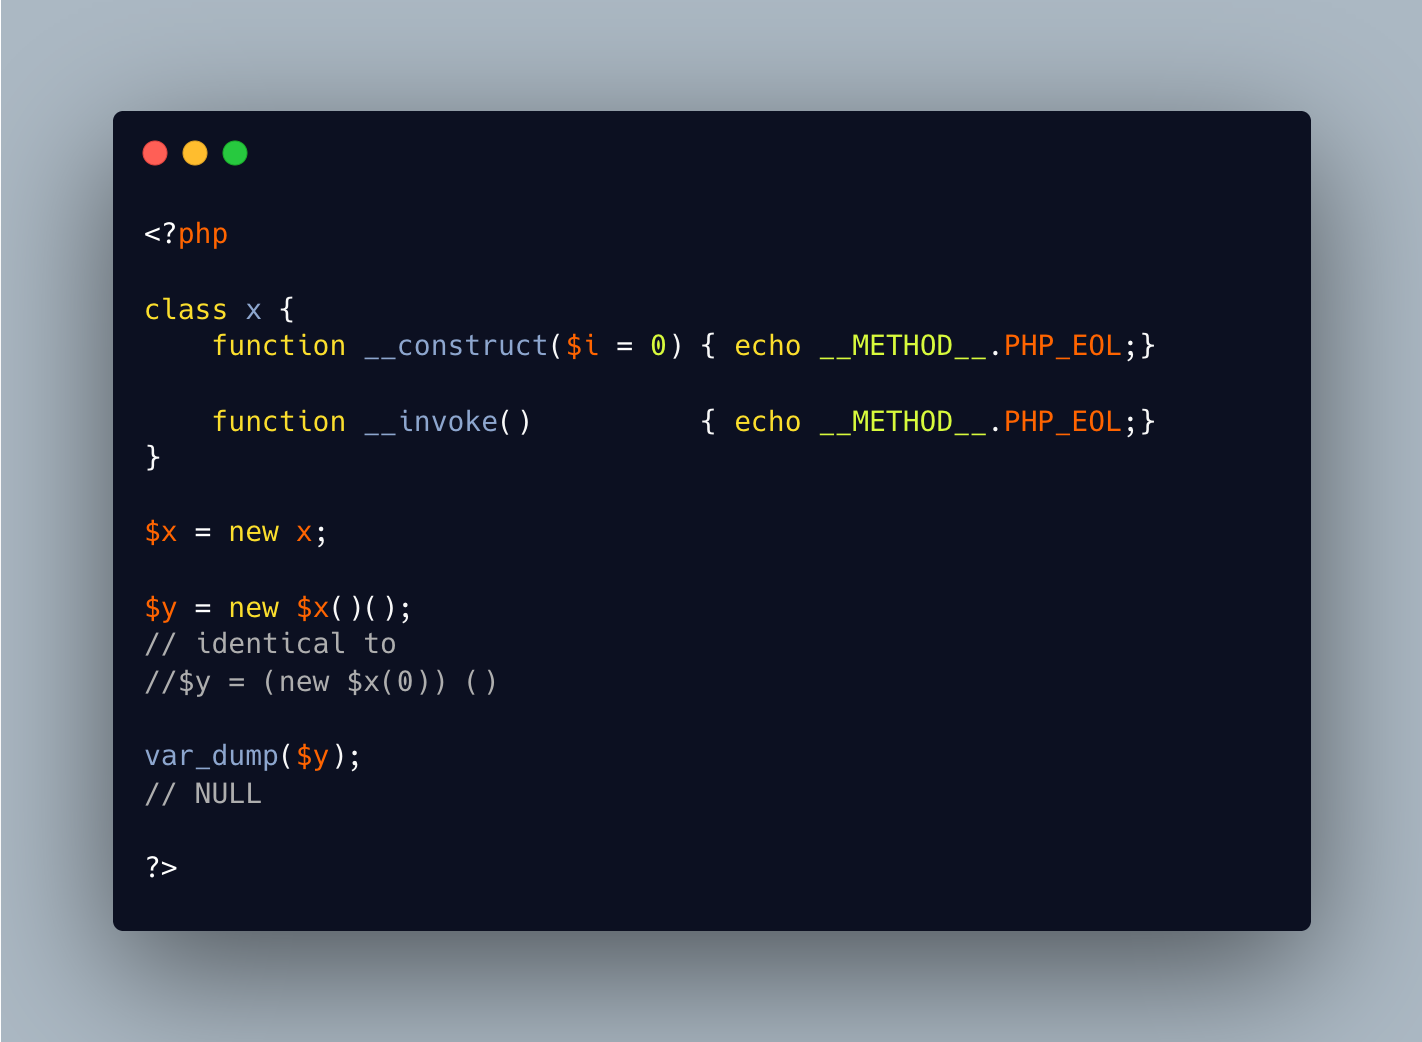 <?php
class x {
    function __construct($i = 0) { echo __METHOD__.PHP_EOL;}
    function __invoke()          { echo __METHOD__.PHP_EOL;}
}
$x = new x;
$y = new $x()();
// identical to
//$y = (new $x(0)) ()
var_dump($y);
// NULL
?>